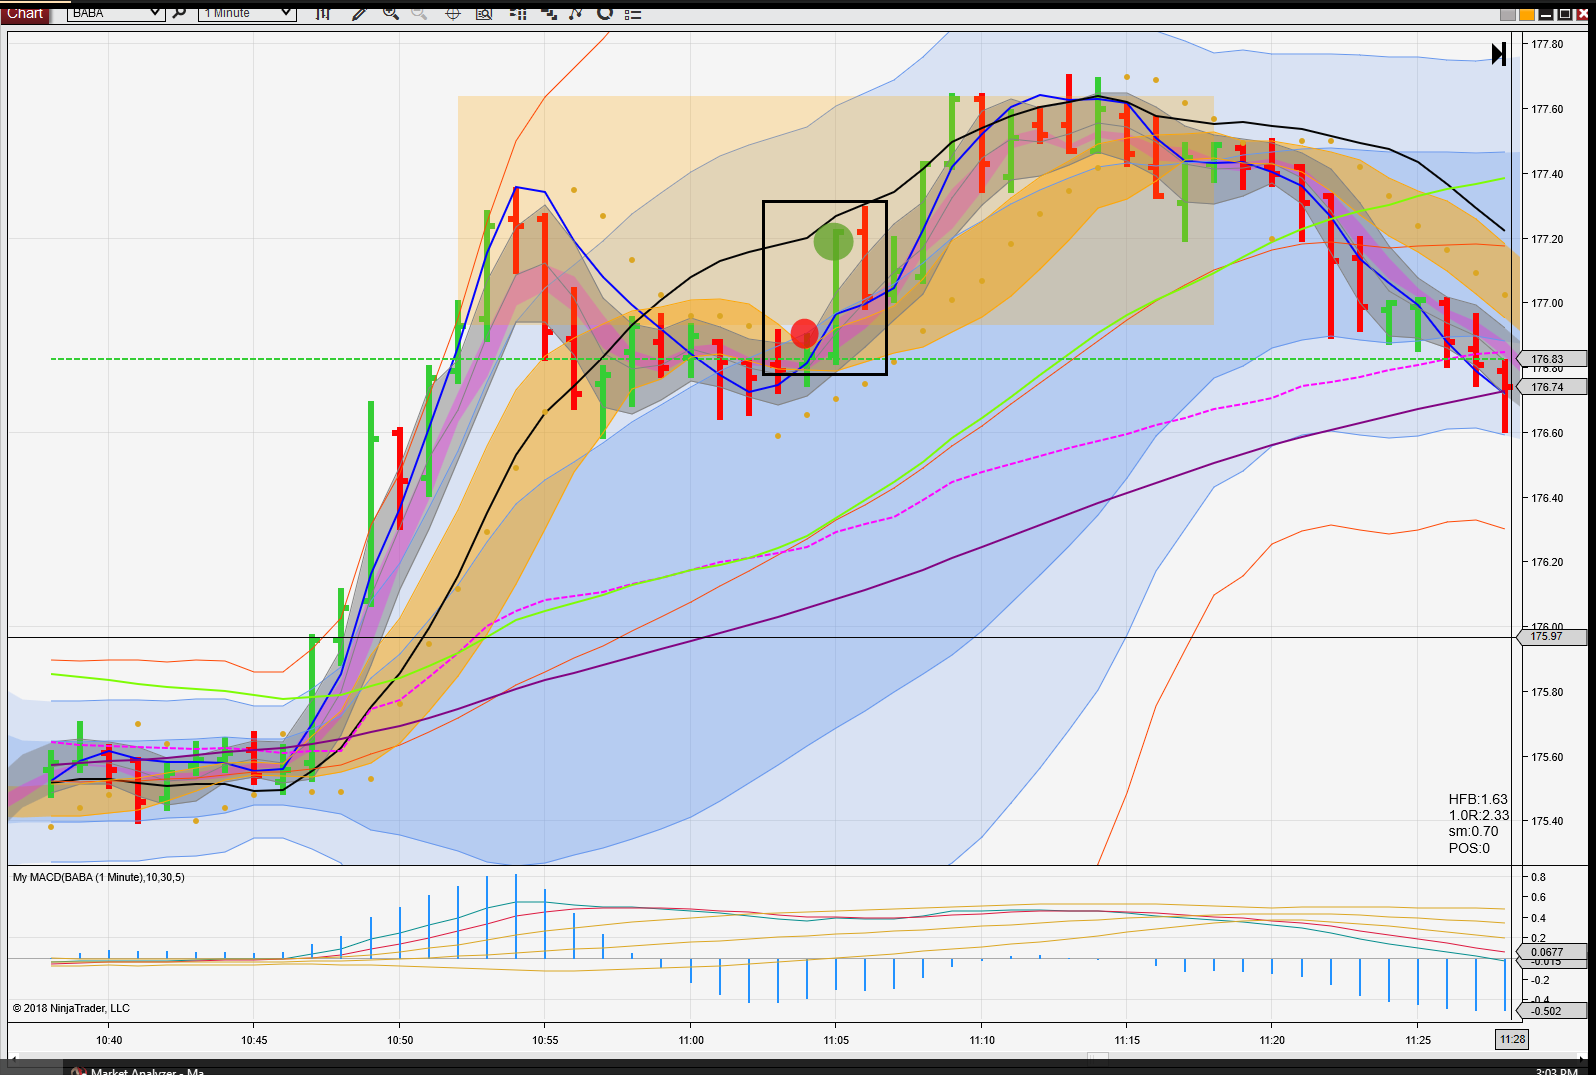 Chart BABA 1 Minute
177.80
177.60
177.40
177.20
177.00
176.83
176.80
176.74
176.60
176.40
176.20
176.00
175.97
175.80
175.60
175.40
HFB:1.63
1.0R:2.33
sm:0.70
POS:0
My MACD(BABA (1 Minute),10,30,5)
0.8
0.6
0.4
0.2
0.0677
-0.015
-0.2
-0.4
-0.502
© 2018 NinjaTrader, LLC
10:40 10:45 10:50 10:55 11:00 11:05 11:10 11:15 11:20 11:25 11:28
Market Analyzer - Ma
3:03 PM